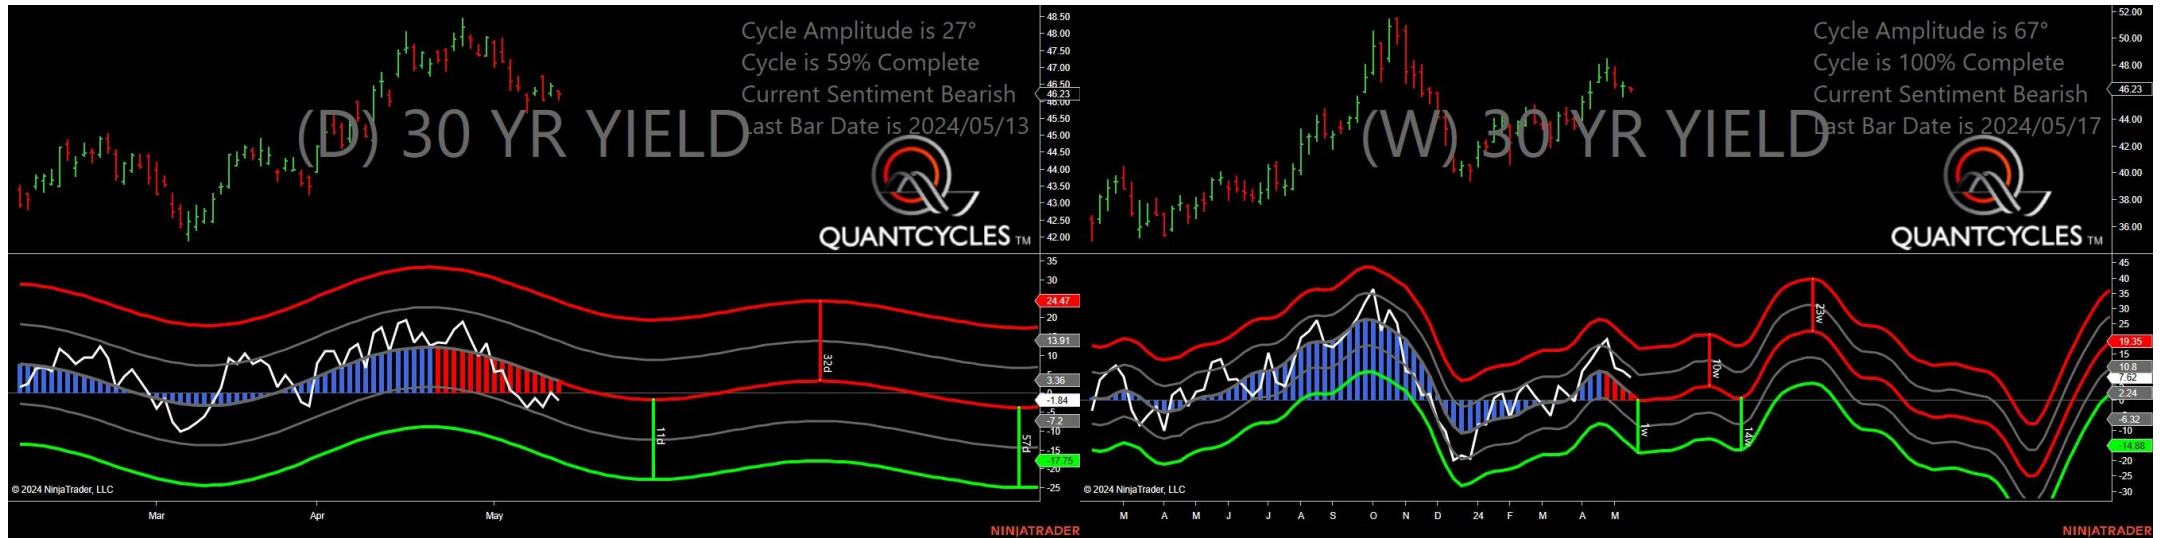 Cycle Amplitude is 27°
Cycle is 59% Complete
Current Sentiment Bearish
Last Bar Date is 2024/05/13
(D) 30 YR YIELD
QUANTCYCLES TM
48.50
48.00
47.50
47.00
46.50
46.23
46.00
45.50
45.00
44.50
44.00
43.50
43.00
42.50
42.00
35
30
24.47
20
13.91
10
3.36
0
-1.84
-5
-7.2
-10
-15
-17.75
-20
-25
32d
11d
57d
© 2024 NinjaTrader, LLC
Mar
Apr
May
NINJATRADER
Cycle Amplitude is 67°
Cycle is 100% Complete
Current Sentiment Bearish
Last Bar Date is 2024/05/17
(W) 30 YR YIELD
QUANTCYCLES TM
52.00
50.00
48.00
46.23
44.00
42.00
40.00
38.00
36.00
45
40
35
30
25
19.35
15
10.8
7.62
2.24
0
-6.32
-10
-14.88
-20
-25
-30
23w
10w
1w
14w
© 2024 NinjaTrader, LLC
M A M J J A S O N D 24 F M A M
NINJATRADER